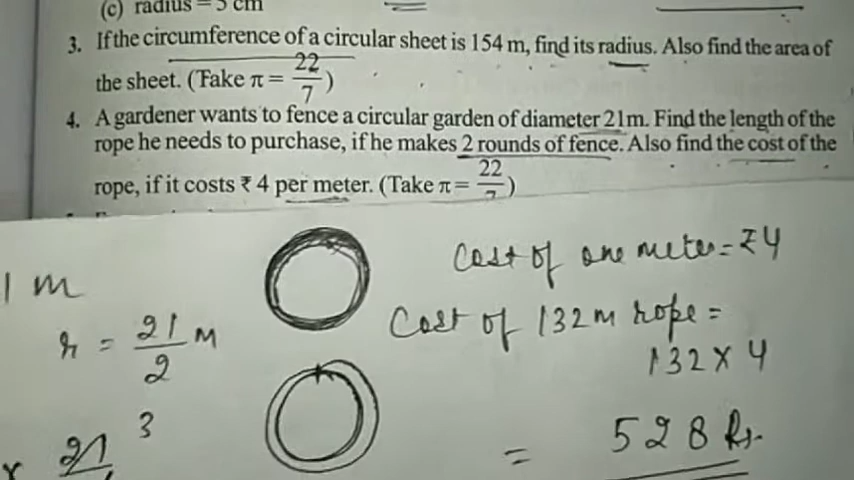 (c) radius = 5 cm
3. If the circumference of a circular sheet is 154 m, find its radius. Also find the area of
the sheet. (Take π = 22/7)
4. A gardener wants to fence a circular garden of diameter 21m. Find the length of the
rope he needs to purchase, if he makes 2 rounds of fence. Also find the cost of the
rope, if it costs ₹ 4 per meter. (Take π = 22/7)
1 m
Cost of one meter = ₹4
r = 21/2 m
Cost of 132 m rope =
132 x 4
3
x 21
= 528 Rs.